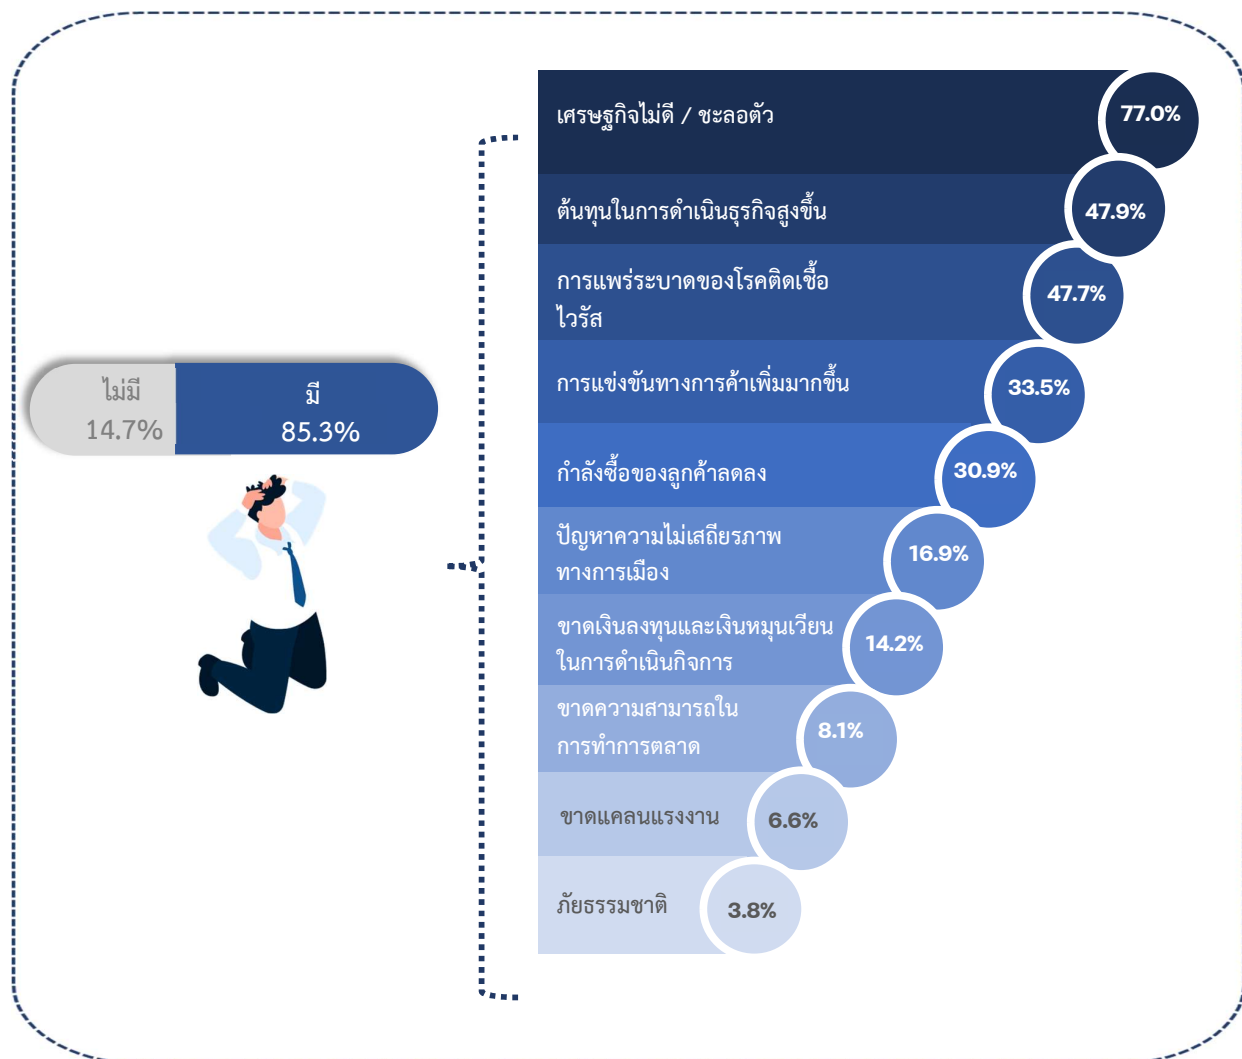 ไม่มี
14.7%
มี
85.3%
เศรษฐกิจไม่ดี / ชะลอตัว
77.0%
ต้นทุนในการดำเนินธุรกิจสูงขึ้น
47.9%
การแพร่ระบาดของโรคติดเชื้อ
ไวรัส
47.7%
การแข่งขันทางการค้าเพิ่มมากขึ้น
33.5%
กำลังซื้อของลูกค้าลดลง
30.9%
ปัญหาความไม่เสถียรภาพ
ทางการเมือง
16.9%
ขาดเงินลงทุนและเงินหมุนเวียน
ในการดำเนินกิจการ
14.2%
ขาดความสามารถใน
การทำการตลาด
8.1%
ขาดแคลนแรงงาน
6.6%
ภัยธรรมชาติ
3.8%